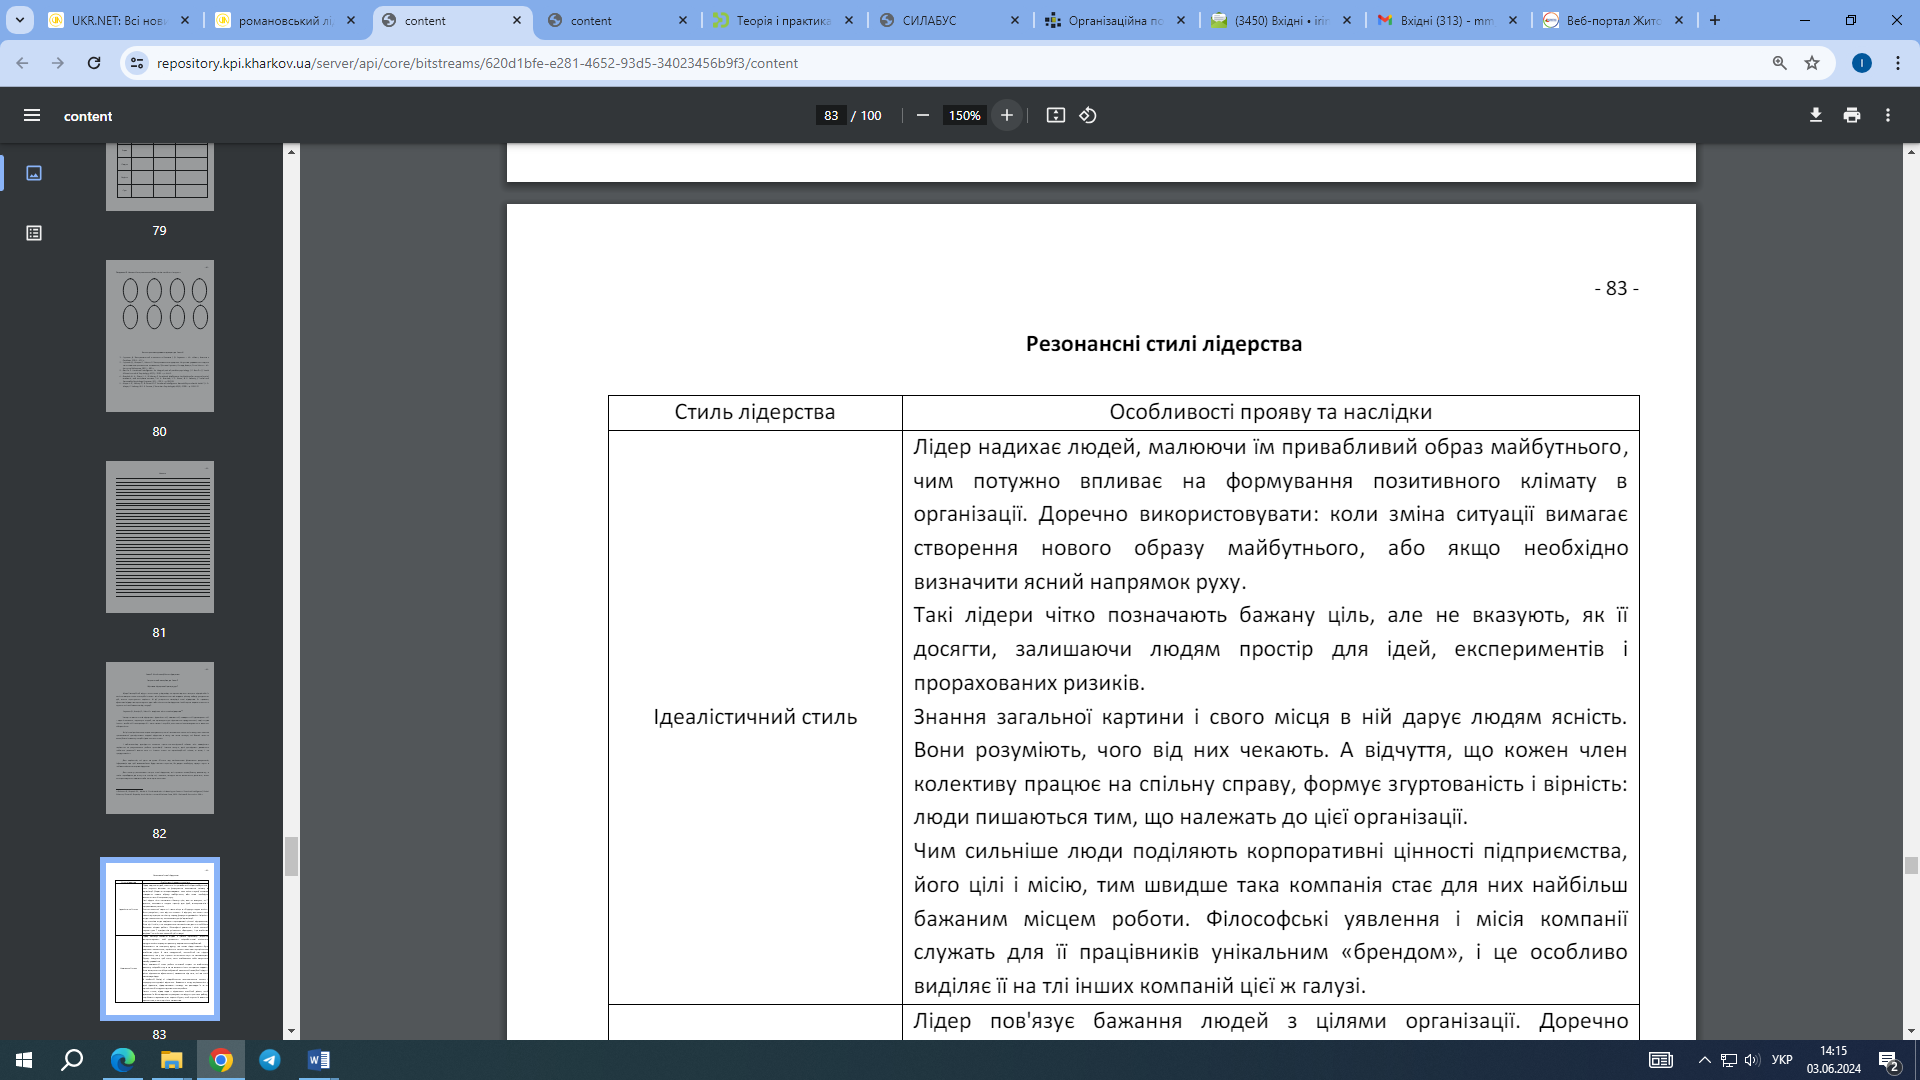 UKR.NET: Всі нов
романовський лі
content
content
Теорія і практика
СИЛАБУС
Організаційна по
(3450) Вхідні • irin
Вхідні (313) - mm
Веб-портал Жито
repository.kpi.kharkov.ua/server/api/core/bitstreams/620d1bfe-e281-4652-93d5-34023456b9f3/content
I
content
83 / 100
150%
79
80
81
82
83
- 83 -
Резонансні стилі лідерства
Стиль лідерства
Особливості прояву та наслідки
Ідеалістичний стиль
Лідер надихає людей, малюючи їм привабливий образ майбутнього,
чим потужно впливає на формування позитивного клімату в
організації. Доречно використовувати: коли зміна ситуації вимагає
створення нового образу майбутнього, або якщо необхідно
визначити ясний напрямок руху.
Такі лідери чітко позначають бажану ціль, але не вказують, як її
досягти, залишаючи людям простір для ідей, експериментів і
прорахованих ризиків.
Знання загальної картини і свого місця в ній дарує людям ясність.
Вони розуміють, чого від них чекають. А відчуття, що кожен член
колективу працює на спільну справу, формує згуртованість і вірність:
люди пишаються тим, що належать до цієї організації.
Чим сильніше люди поділяють корпоративні цінності підприємства,
його цілі і місію, тим швидше така компанія стає для них найбільш
бажаним місцем роботи. Філософські уявлення і місія компанії
служать для її працівників унікальним «брендом», і це особливо
виділяє її на тлі інших компаній цієї ж галузі.
Лідер пов'язує бажання людей з цілями організації. Доречно
УКР
14:15
03.06.2024
2